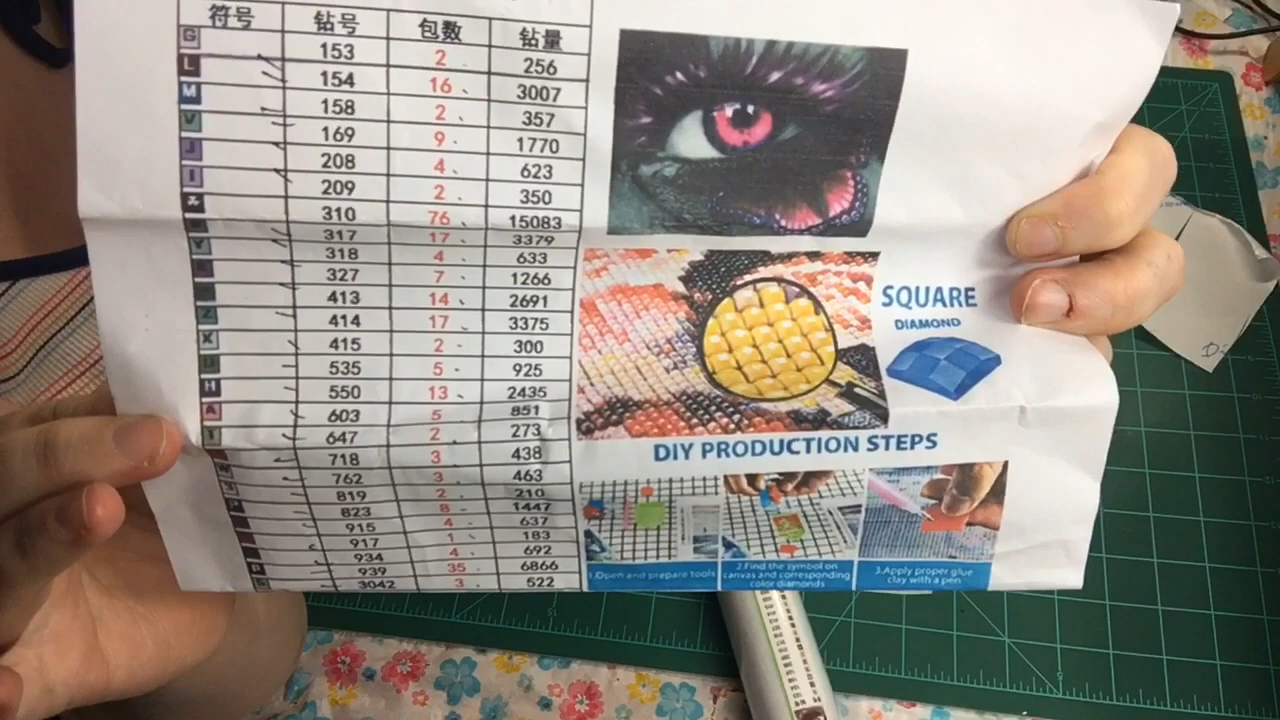 符号 钻号 包数 钻量
G 153 2 256
L 154 16 3007
M 158 2 357
V 169 9 1770
J 208 4 623
I 209 2 350
310 76 15083
317 17 3379
Y 318 4 633
327 7 1266
413 14 2691
Z 414 17 3375
X 415 2 300
535 5 925
H 550 13 2435
A 603 5 851
1 647 2 273
718 3 438
W 762 3 463
3 819 2 210
P 823 8 1447
915 4 637
917 1 183
934 4 692
P 939 35 6866
3042 3 522
SQUARE
DIAMOND
DIY PRODUCTION STEPS
1.Open and prepare tools
2.Find the symbol on
canvas and corresponding
color diamonds
3.Apply proper glue
clay with a pen